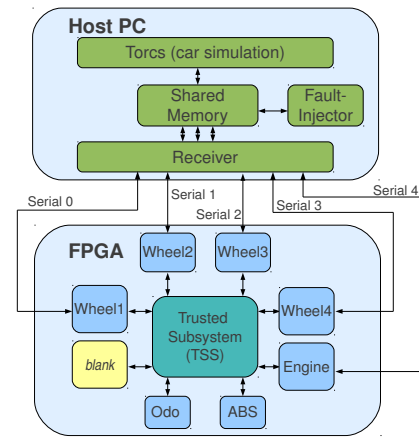 Host PC
Torcs (car simulation)
Shared
Memory
Fault-
Injector
Receiver
Serial 0
Serial 1
Serial 2
Serial 3
Serial 4
FPGA
Wheel2
Wheel3
Wheel1
Wheel4
Trusted
Subsystem
(TSS)
blank
Engine
Odo
ABS